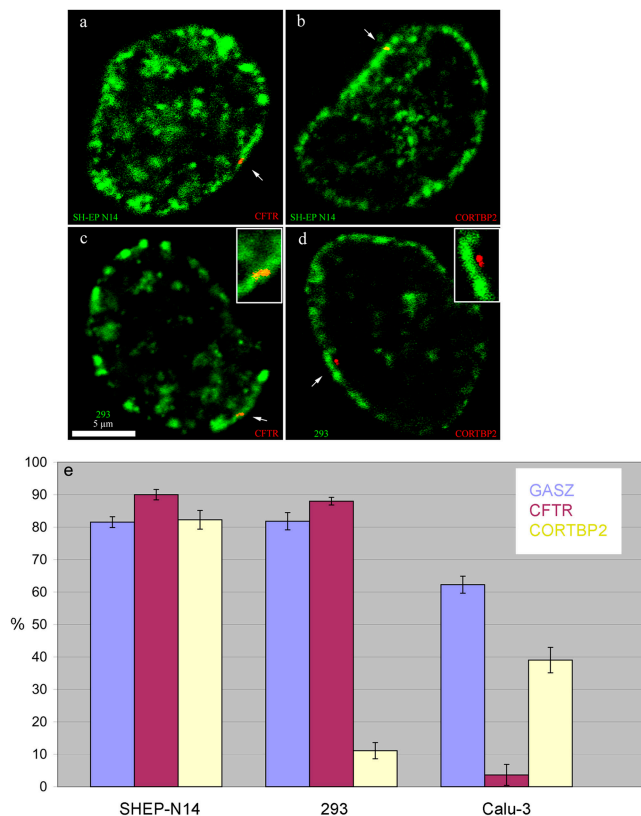 a
b
SH-EP N14 CFTR
SH-EP N14 CORTBP2
c
d
293
5 µm
CFTR
293 CORTBP2
e
100
90
80
70
60
50
40
30
20
10
0
%
GASZ
CFTR
CORTBP2
SHEP-N14 293 Calu-3